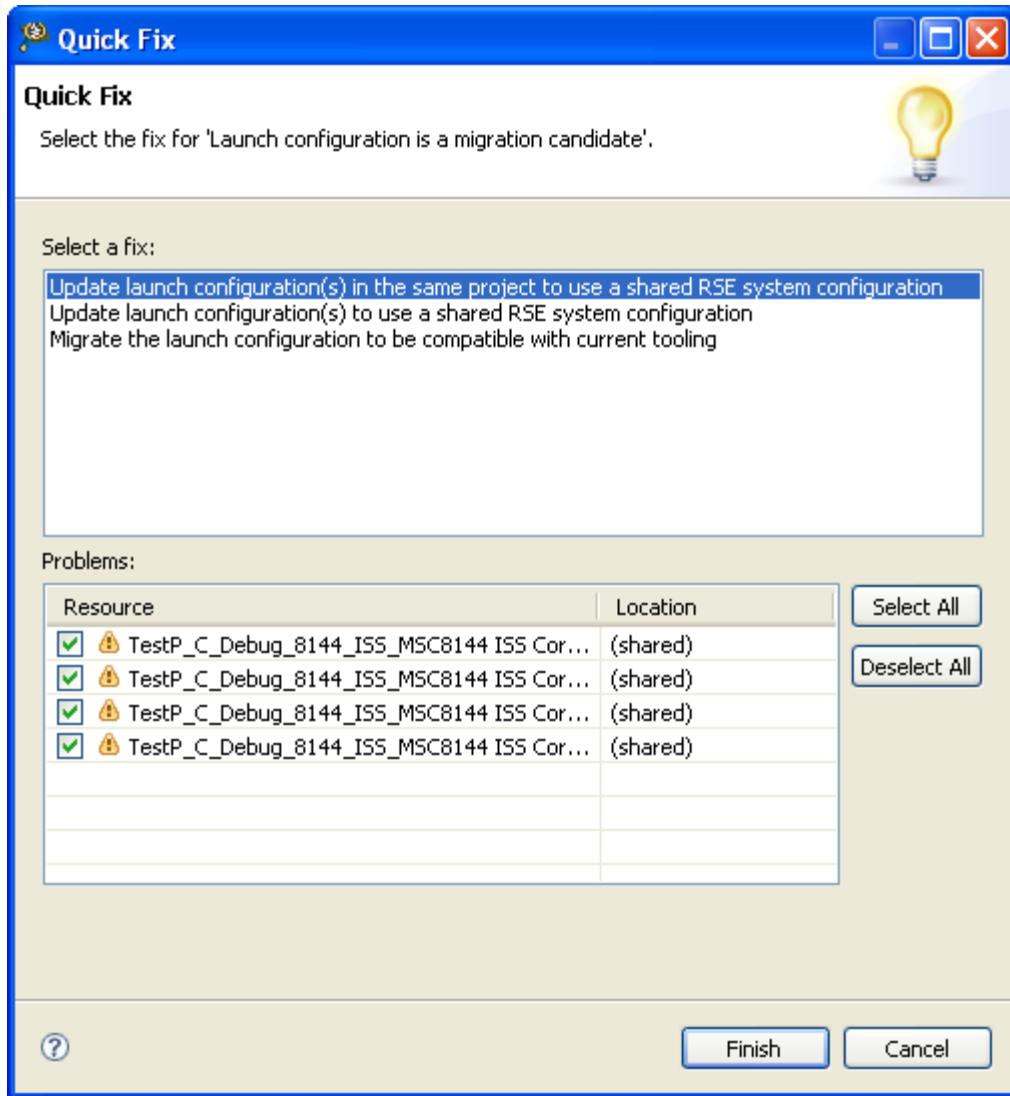 Quick Fix
Quick Fix
Select the fix for 'Launch configuration is a migration candidate'.
Select a fix:
Update launch configuration(s) in the same project to use a shared RSE system configuration
Update launch configuration(s) to use a shared RSE system configuration
Migrate the launch configuration to be compatible with current tooling
Problems:
Resource Location
Select All
TestP_C_Debug_8144_ISS_MSC8144 ISS Cor... (shared)
Deselect All
TestP_C_Debug_8144_ISS_MSC8144 ISS Cor... (shared)
TestP_C_Debug_8144_ISS_MSC8144 ISS Cor... (shared)
TestP_C_Debug_8144_ISS_MSC8144 ISS Cor... (shared)
?
Finish Cancel